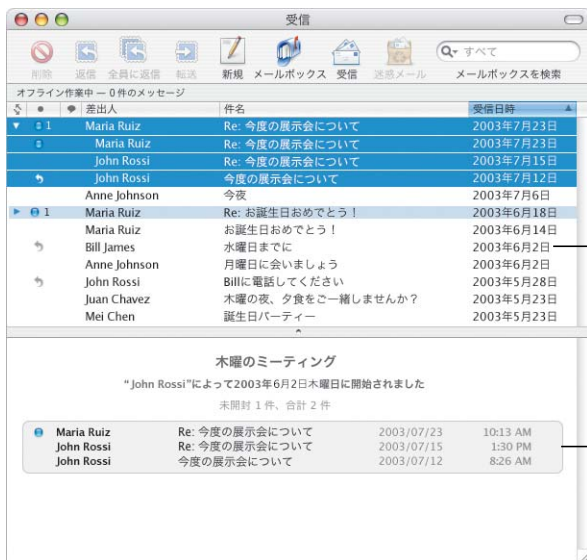 受信
すべて
削除 返信 全員に返信 転送 新規 メールボックス 受信 迷惑メール メールボックスを検索
オフライン作業中 — 0 件のメッセージ
差出人 件名 受信日時
1 Maria Ruiz Re: 今度の展示会について 2003年7月23日
Maria Ruiz Re: 今度の展示会について 2003年7月23日
John Rossi Re: 今度の展示会について 2003年7月15日
John Rossi 今度の展示会について 2003年7月12日
Anne Johnson 今夜 2003年7月6日
1 Maria Ruiz Re: お誕生日おめでとう！ 2003年6月18日
Maria Ruiz お誕生日おめでとう！ 2003年6月14日
Bill James 水曜日までに 2003年6月2日
Anne Johnson 月曜日に会いましょう 2003年6月2日
John Rossi Billに電話してください 2003年5月28日
Juan Chavez 木曜の夜、夕食をご一緒しませんか？ 2003年5月23日
Mei Chen 誕生日パーティー 2003年5月23日
木曜のミーティング
“John Rossi”によって2003年6月2日木曜日に開始されました
未開封 1 件、合計 2 件
Maria Ruiz Re: 今度の展示会について 2003/07/23 10:13 AM
John Rossi Re: 今度の展示会について 2003/07/15 1:30 PM
John Rossi 今度の展示会について 2003/07/12 8:26 AM